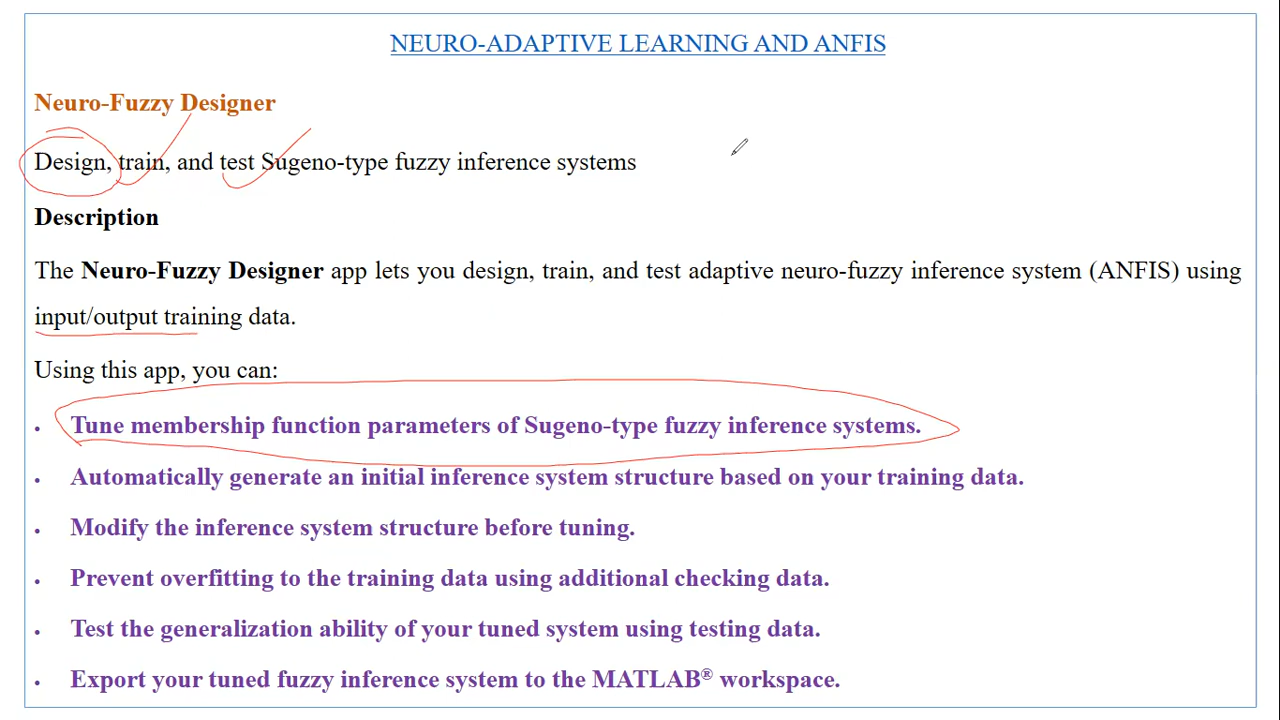 NEURO-ADAPTIVE LEARNING AND ANFIS
Neuro-Fuzzy Designer
Design, train, and test Sugeno-type fuzzy inference systems
Description
The Neuro-Fuzzy Designer app lets you design, train, and test adaptive neuro-fuzzy inference system (ANFIS) using
input/output training data.
Using this app, you can:
• Tune membership function parameters of Sugeno-type fuzzy inference systems.
• Automatically generate an initial inference system structure based on your training data.
• Modify the inference system structure before tuning.
• Prevent overfitting to the training data using additional checking data.
• Test the generalization ability of your tuned system using testing data.
• Export your tuned fuzzy inference system to the MATLAB® workspace.